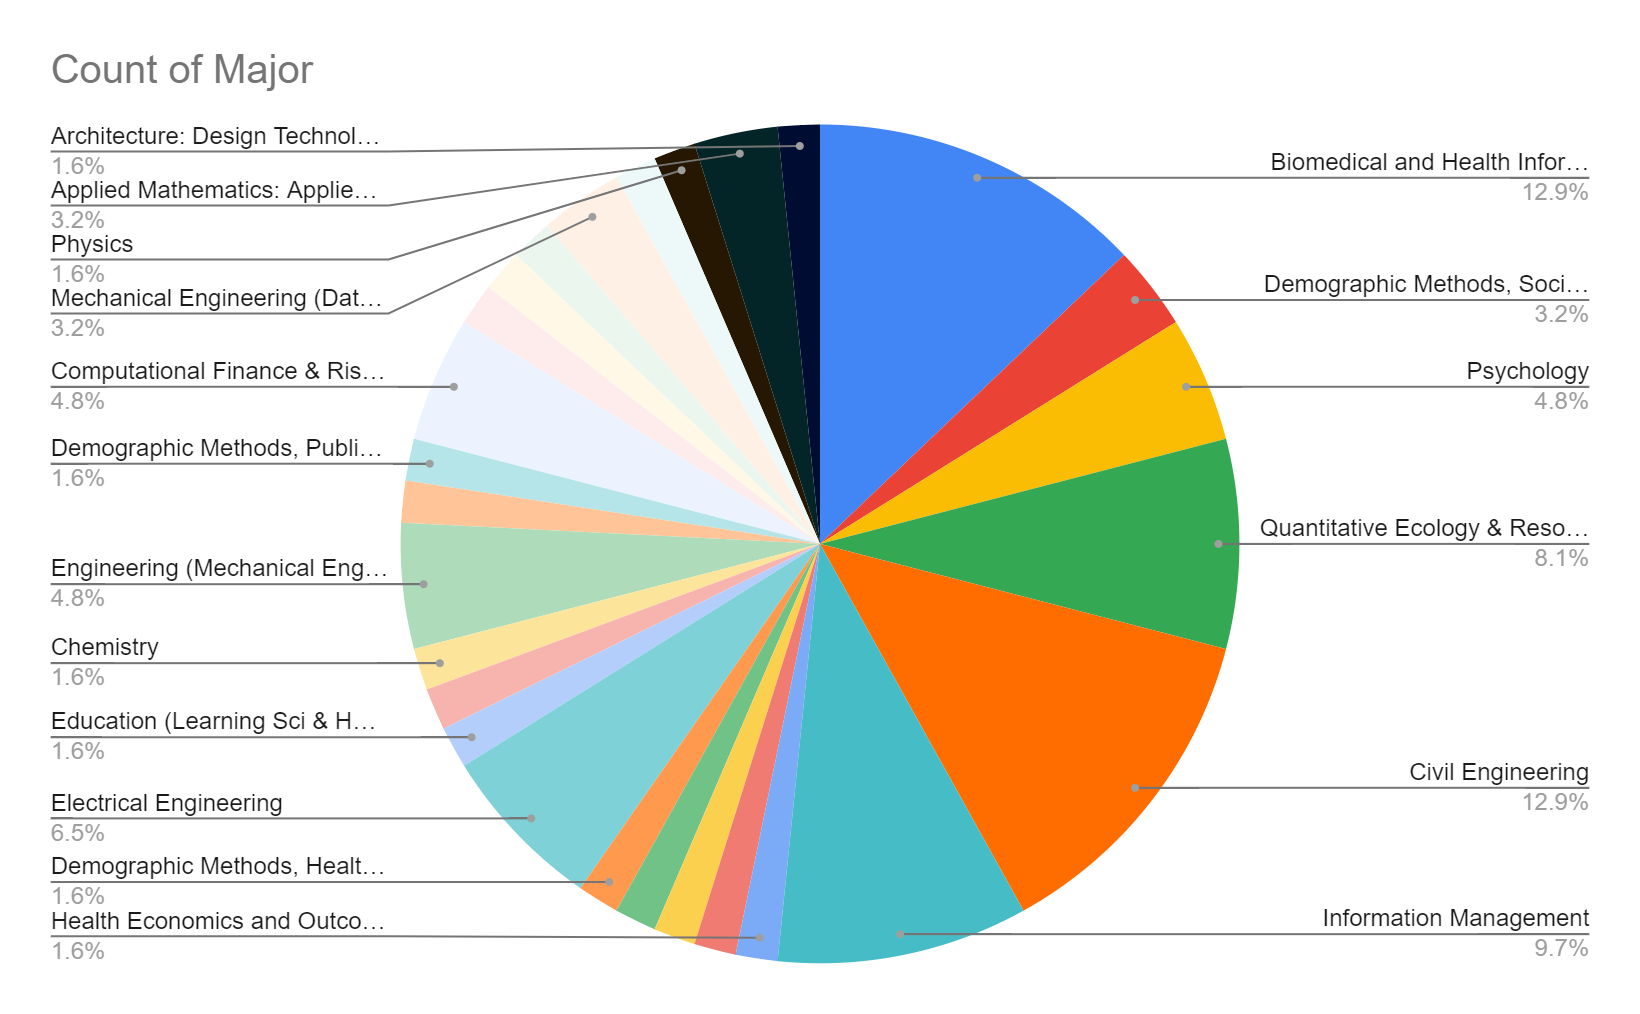 Count of Major
Architecture: Design Technol…
1.6%
Applied Mathematics: Applie…
3.2%
Physics
1.6%
Mechanical Engineering (Dat…
3.2%
Computational Finance & Ris…
4.8%
Demographic Methods, Publi…
1.6%
Engineering (Mechanical Eng…
4.8%
Chemistry
1.6%
Education (Learning Sci & H…
1.6%
Electrical Engineering
6.5%
Demographic Methods, Healt…
1.6%
Health Economics and Outco…
1.6%
Biomedical and Health Infor…
12.9%
Demographic Methods, Soci…
3.2%
Psychology
4.8%
Quantitative Ecology & Reso…
8.1%
Civil Engineering
12.9%
Information Management
9.7%